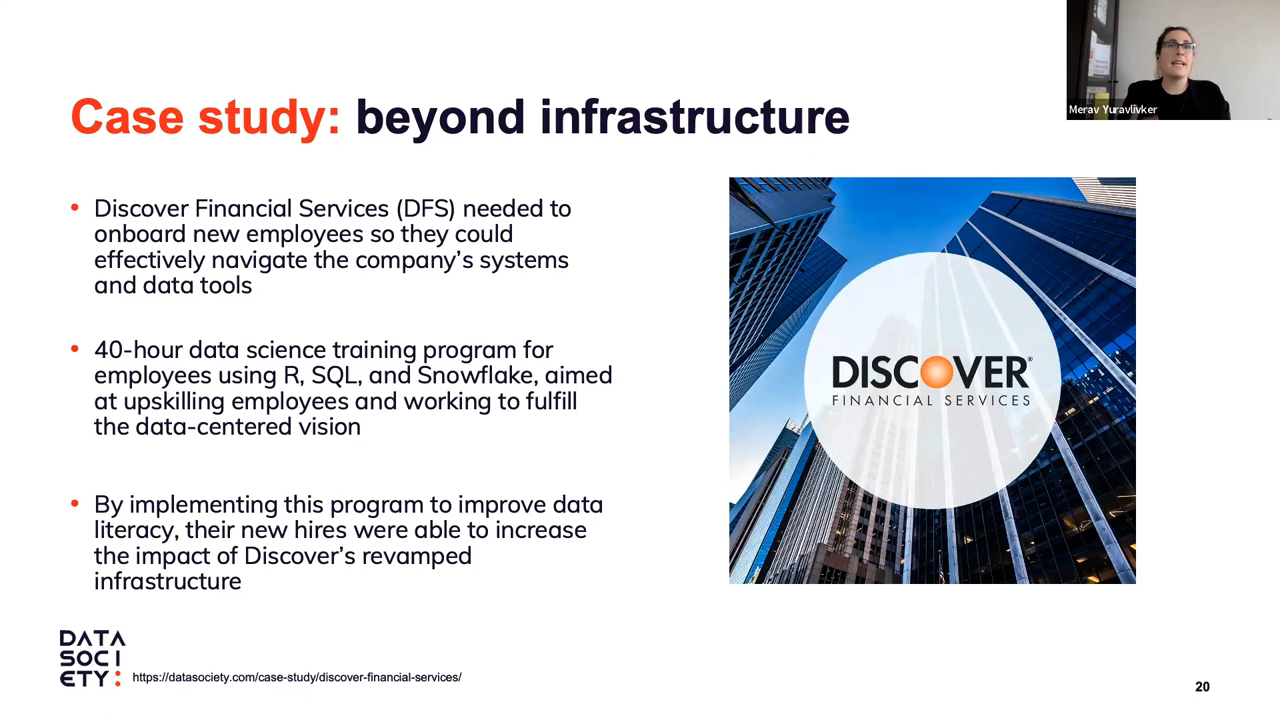 Merav Yuravlivker
Case study: beyond infrastructure
• Discover Financial Services (DFS) needed to
onboard new employees so they could
effectively navigate the company's systems
and data tools
• 40-hour data science training program for
employees using R, SQL, and Snowflake, aimed
at upskilling employees and working to fulfill
the data-centered vision
• By implementing this program to improve data
literacy, their new hires were able to increase
the impact of Discover's revamped
infrastructure
DISCOVER®
FINANCIAL SERVICES
DATA
SOCI
ETY:
https://datasociety.com/case-study/discover-financial-services/
20